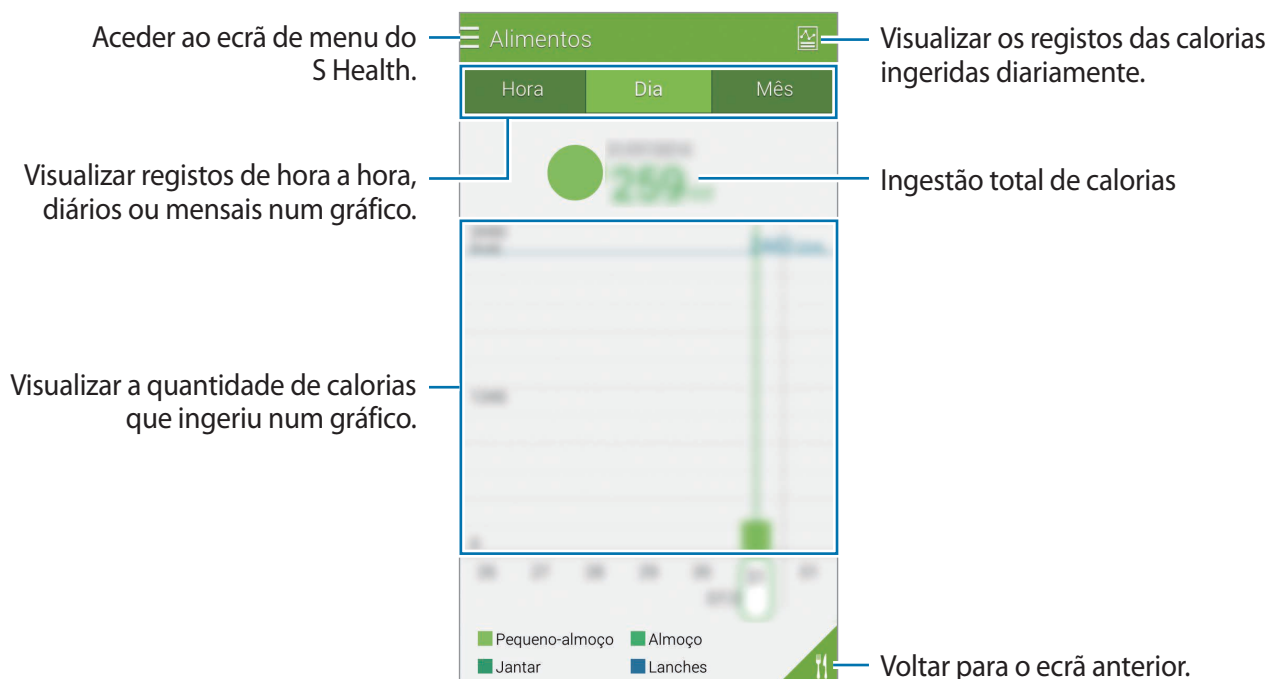 Aceder ao ecrã de menu do
S Health.
Alimentos
Visualizar os registos das calorias
ingeridas diariamente.
Hora Dia Mês
Visualizar registos de hora a hora,
diários ou mensais num gráfico.
259
Ingestão total de calorias
Visualizar a quantidade de calorias
que ingeriu num gráfico.
Pequeno-almoço Almoço
Jantar Lanches
Voltar para o ecrã anterior.